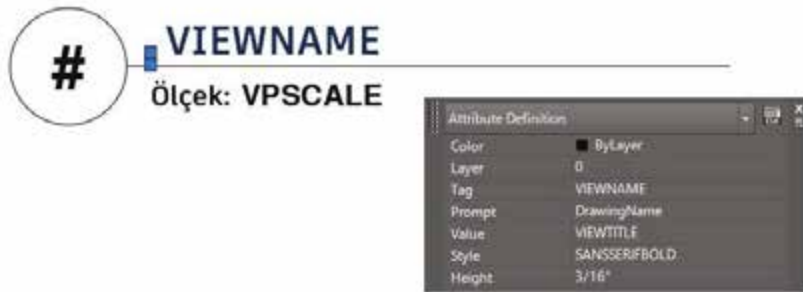 #
VIEWNAME
Ölçek: VPSCALE
Attribute Definition
Color ByLayer
Layer 0
Tag VIEWNAME
Prompt DrawingName
Value VIEWTITLE
Style SANSSERIFBOLD
Height 3/16"